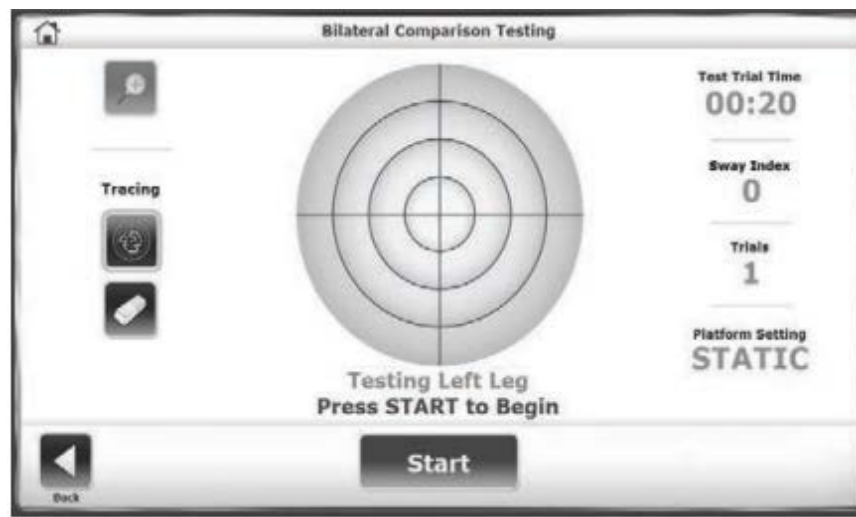 Bilateral Comparison Testing
Tracing
Test Trial Time
00:20
Sway Index
0
Trials
1
Platform Setting
STATIC
Testing Left Leg
Press START to Begin
Back
Start